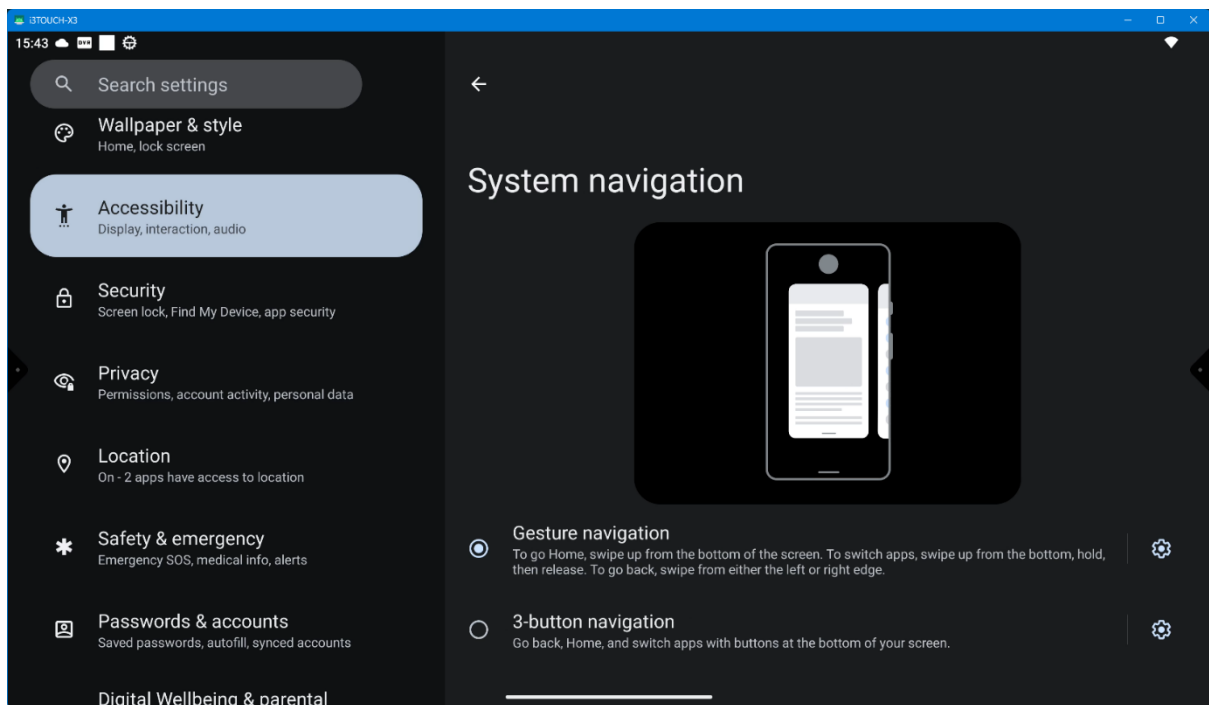 i3TOUCH-X3
15:43
DVR
Search settings
Wallpaper & style
Home, lock screen
Accessibility
Display, interaction, audio
Security
Screen lock, Find My Device, app security
Privacy
Permissions, account activity, personal data
Location
On - 2 apps have access to location
Safety & emergency
Emergency SOS, medical info, alerts
Passwords & accounts
Saved passwords, autofill, synced accounts
Digital Wellbeing & parental
System navigation
Gesture navigation
To go Home, swipe up from the bottom of the screen. To switch apps, swipe up from the bottom, hold,
then release. To go back, swipe from either the left or right edge.
3-button navigation
Go back, Home, and switch apps with buttons at the bottom of your screen.